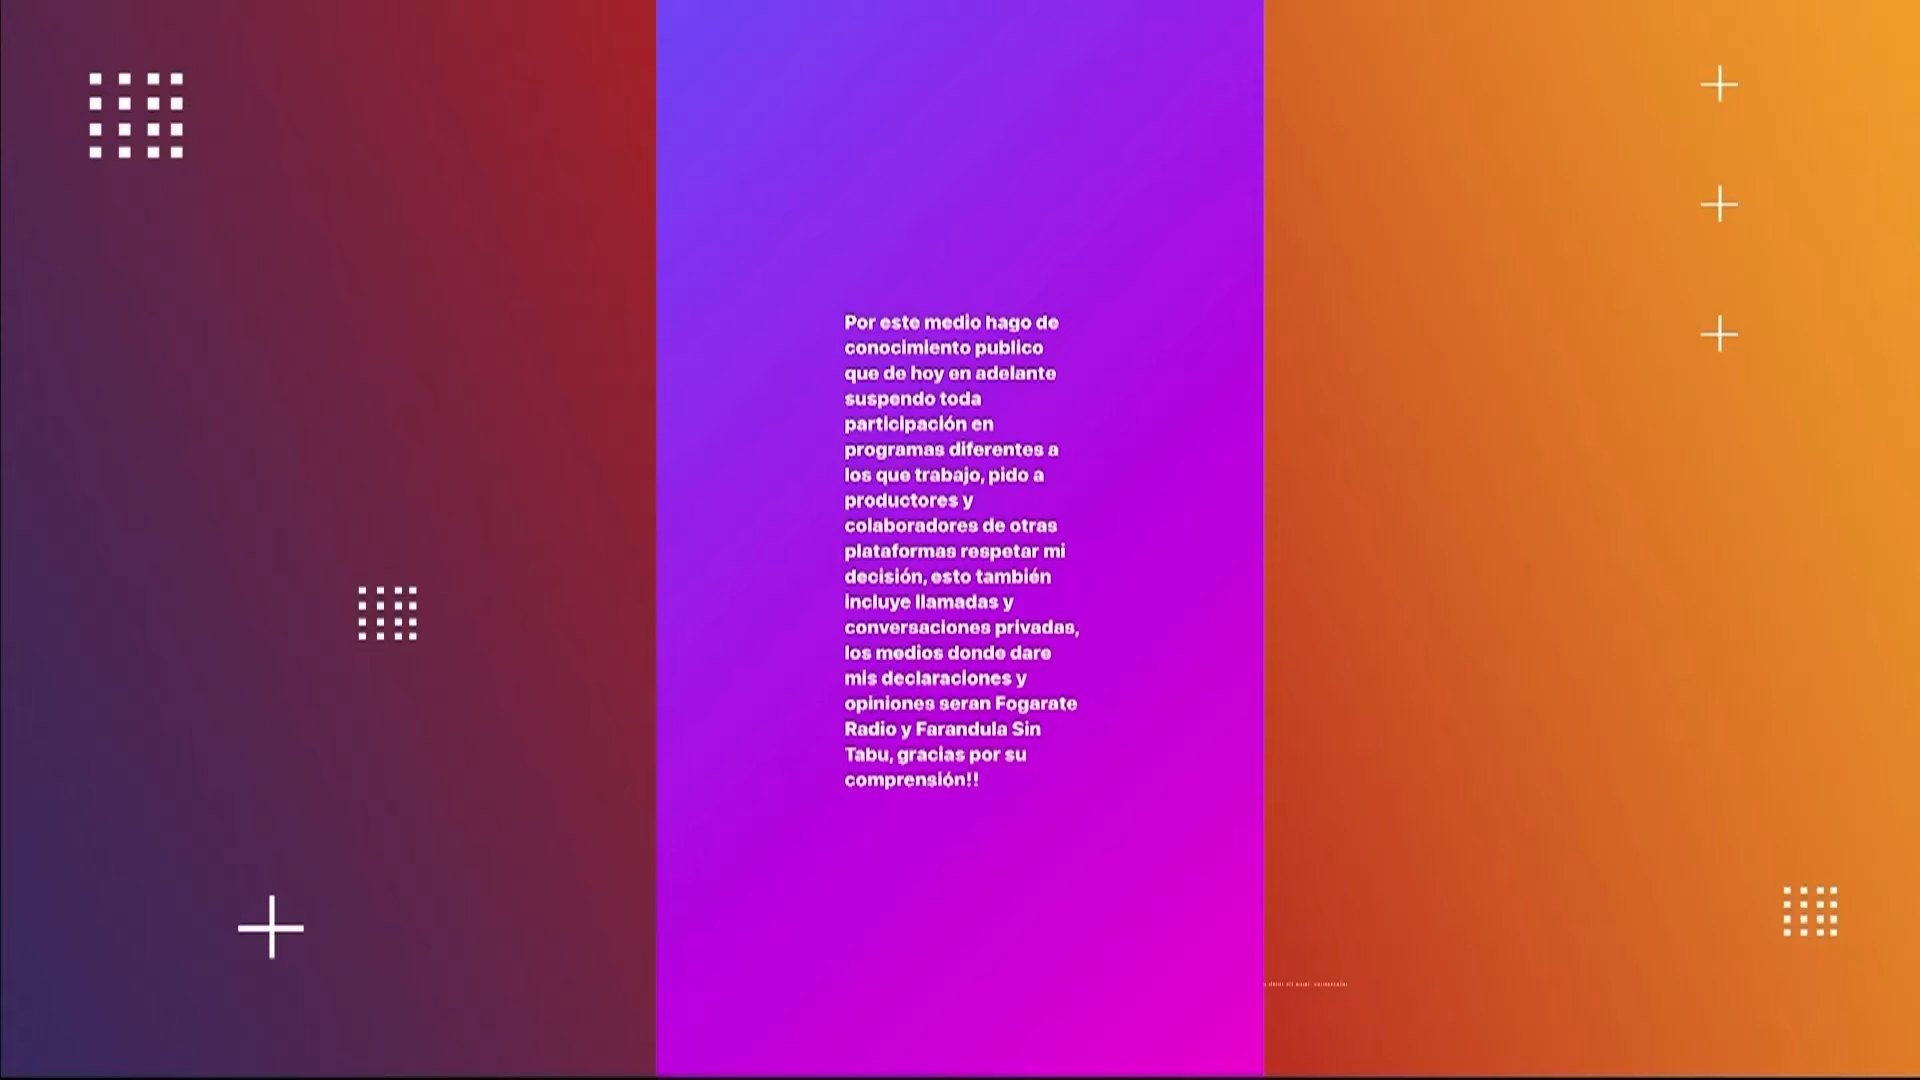 Por este medio hago de
conocimiento publico
que de hoy en adelante
suspendo toda
participación en
programas diferentes a
los que trabajo, pido a
productores y
colaboradores de otras
plataformas respetar mi
decisión, esto también
incluye llamadas y
conversaciones privadas,
los medios donde dare
mis declaraciones y
opiniones seran Fogarate
Radio y Farandula Sin
Tabu, gracias por su
comprensión!!